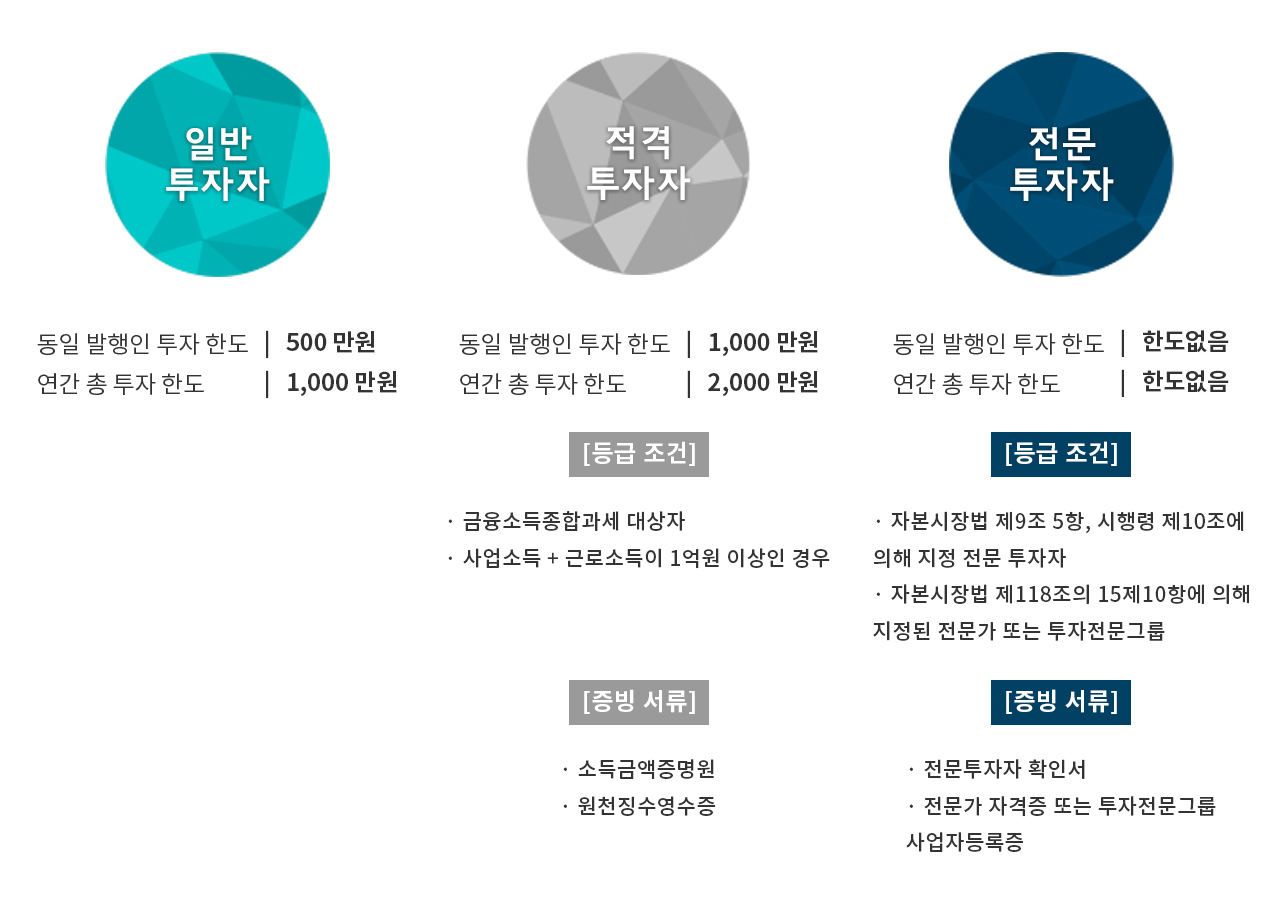 일반
투자자
동일 발행인 투자 한도 | 500 만원
연간 총 투자 한도 | 1,000 만원
적격
투자자
동일 발행인 투자 한도 | 1,000 만원
연간 총 투자 한도 | 2,000 만원
[등급 조건]
· 금융소득종합과세 대상자
· 사업소득 + 근로소득이 1억원 이상인 경우
[증빙 서류]
· 소득금액증명원
· 원천징수영수증
전문
투자자
동일 발행인 투자 한도 | 한도없음
연간 총 투자 한도 | 한도없음
[등급 조건]
· 자본시장법 제9조 5항, 시행령 제10조에
의해 지정 전문 투자자
· 자본시장법 제118조의 15제10항에 의해
지정된 전문가 또는 투자전문그룹
[증빙 서류]
· 전문투자자 확인서
· 전문가 자격증 또는 투자전문그룹
사업자등록증